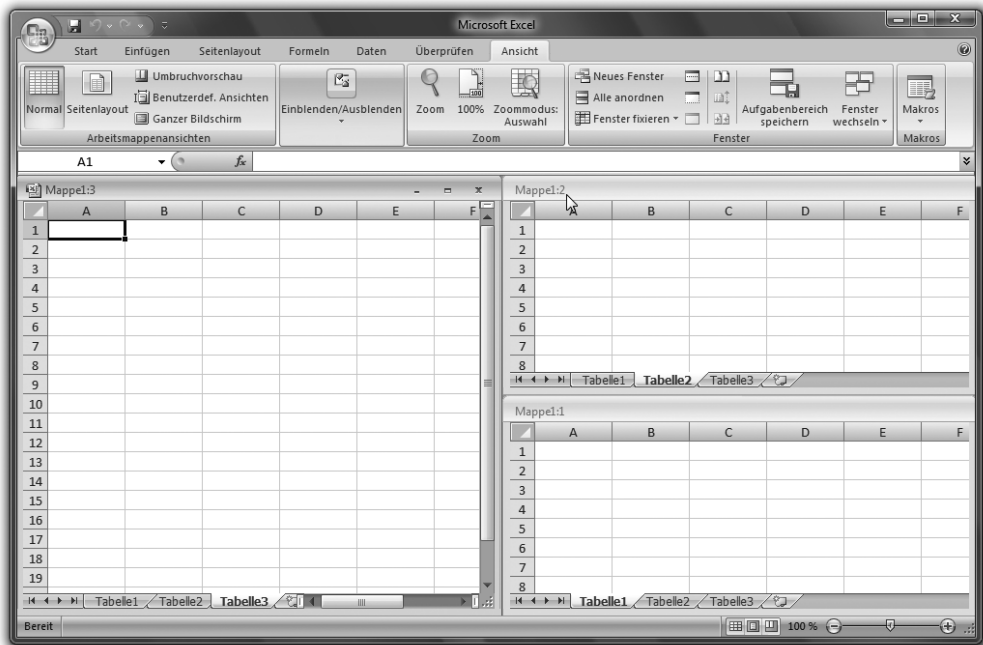 Microsoft Excel
Start Einfügen Seitenlayout Formeln Daten Überprüfen Ansicht
Normal
Seitenlayout
Umbruchvorschau
Benutzerdef. Ansichten
Ganzer Bildschirm
Arbeitsmappenansichten
Einblenden/Ausblenden
Zoom
100%
Zoommodus:
Auswahl
Zoom
Neues Fenster
Alle anordnen
Fenster fixieren
Aufgabenbereich
speichern
Fenster
wechseln
Fenster
Makros
Makros
A1
fx
Mappe1:3
A B C D E F
1
2
3
4
5
6
7
8
9
10
11
12
13
14
15
16
17
18
19
Tabelle1 Tabelle2 Tabelle3
Mappe1:2
A B C D E F
1
2
3
4
5
6
7
8
Tabelle1 Tabelle2 Tabelle3
Mappe1:1
A B C D E F
1
2
3
4
5
6
7
8
Tabelle1 Tabelle2 Tabelle3
Bereit
100 %